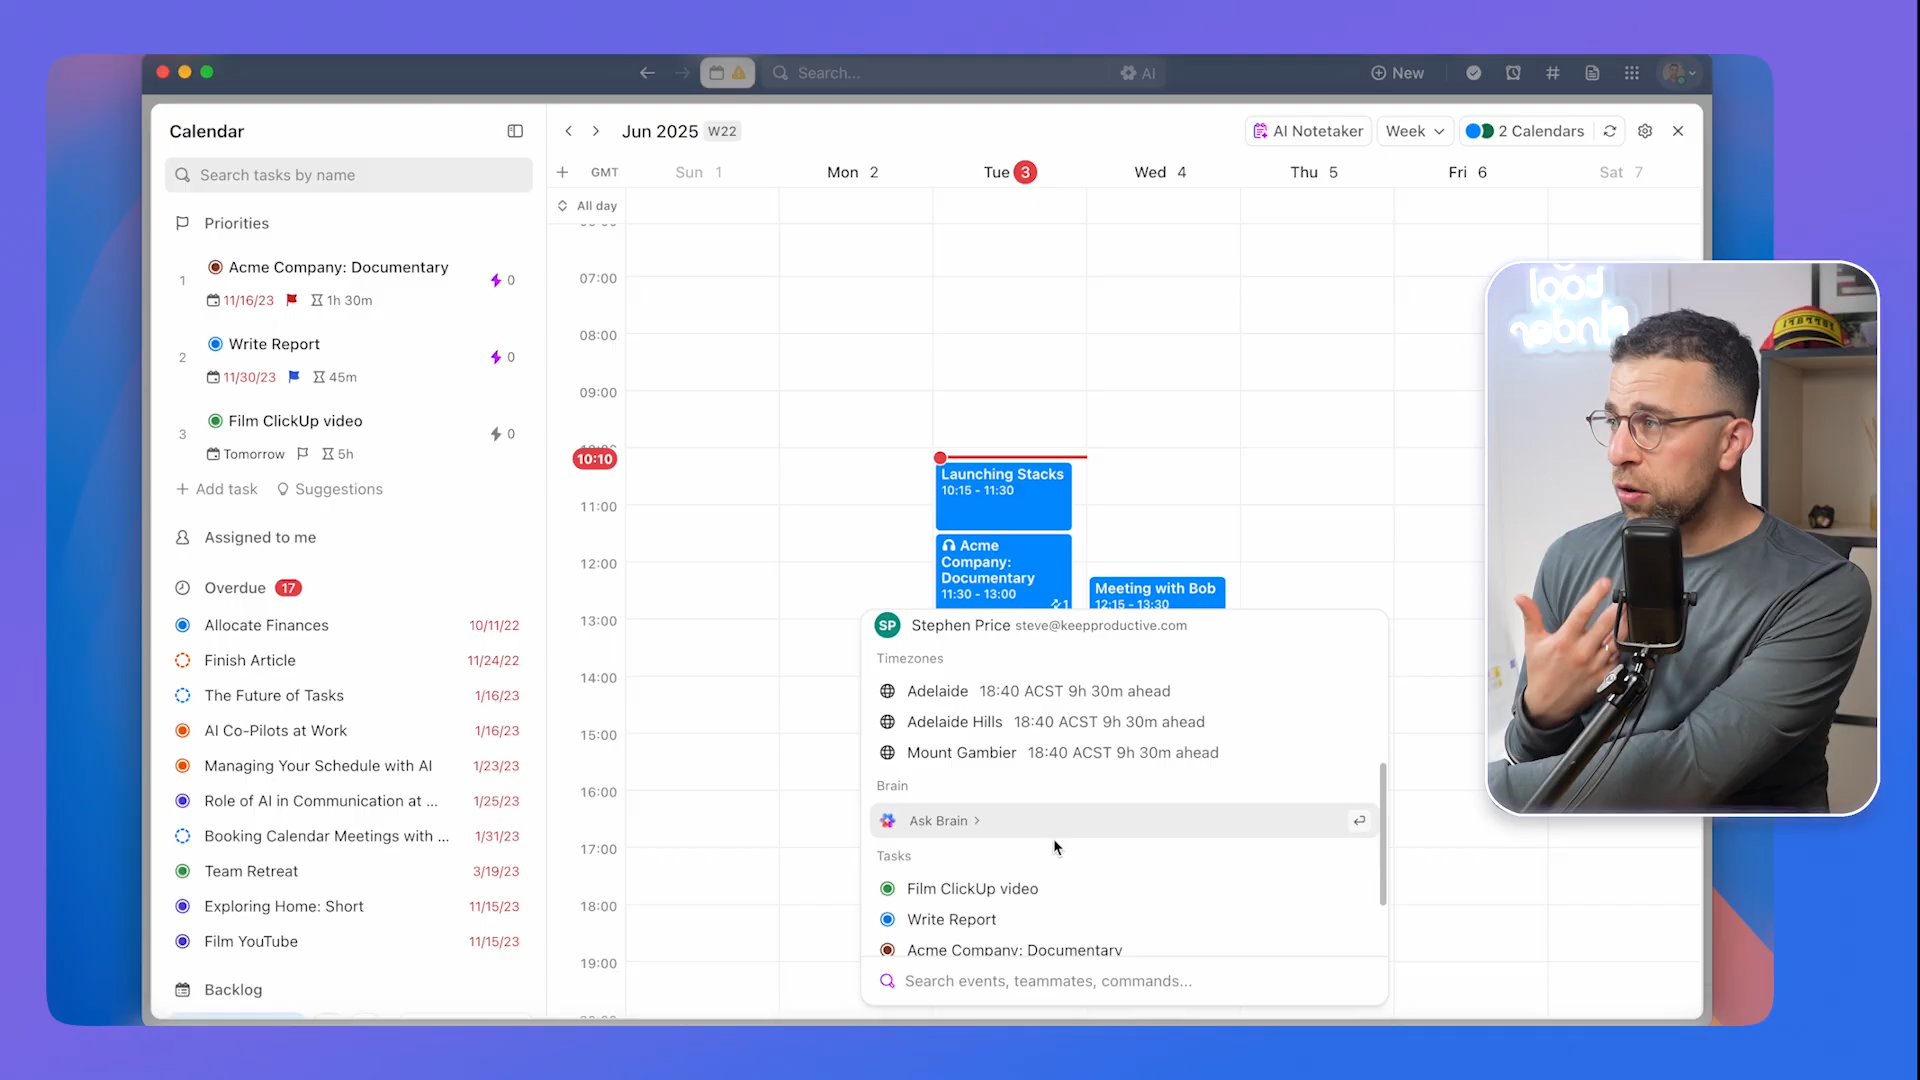 Search...
AI
New
Calendar
Search tasks by name
Priorities
1
Acme Company: Documentary
11/16/23
1h 30m
0
2
Write Report
11/30/23
45m
0
3
Film ClickUp video
Tomorrow
5h
0
Add task
Suggestions
Assigned to me
Overdue 17
Allocate Finances 10/11/22
Finish Article 11/24/22
The Future of Tasks 1/16/23
AI Co-Pilots at Work 1/16/23
Managing Your Schedule with AI 1/23/23
Role of AI in Communication at ... 1/25/23
Booking Calendar Meetings with ... 1/31/23
Team Retreat 3/19/23
Exploring Home: Short 11/15/23
Film YouTube 11/15/23
Backlog
Jun 2025 W22
AI Notetaker
Week
2 Calendars
GMT
Sun 1
Mon 2
Tue 3
Wed 4
Thu 5
Fri 6
Sat 7
All day
07:00
08:00
09:00
10:10
11:00
12:00
13:00
14:00
15:00
16:00
17:00
18:00
19:00
Launching Stacks
10:15 - 11:30
Acme
Company:
Documentary
11:30 - 13:00
1
Meeting with Bob
12:15 - 13:30
SP Stephen Price steve@keepproductive.com
Timezones
Adelaide 18:40 ACST 9h 30m ahead
Adelaide Hills 18:40 ACST 9h 30m ahead
Mount Gambier 18:40 ACST 9h 30m ahead
Brain
Ask Brain >
Tasks
Film ClickUp video
Write Report
Acme Company: Documentary
Search events, teammates, commands...